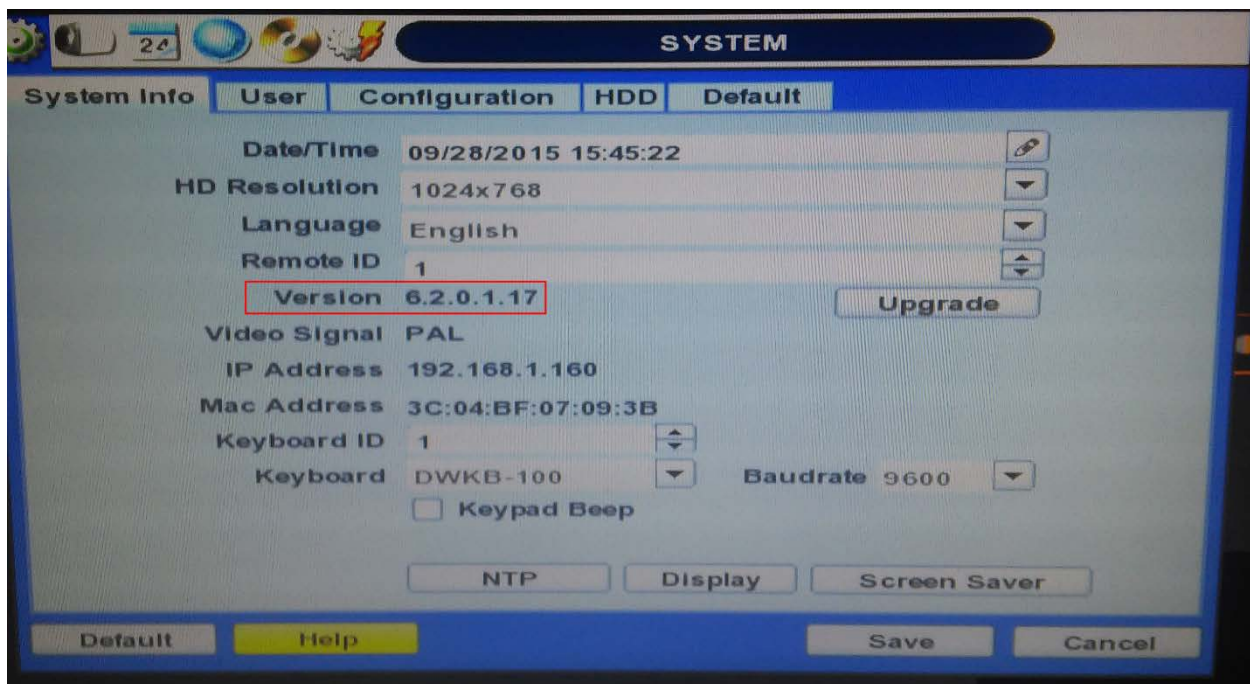 24
SYSTEM
System Info User Configuration HDD Default
Date/Time 09/28/2015 15:45:22
HD Resolution 1024x768
Language English
Remote ID 1
Version 6.2.0.1.17 Upgrade
Video Signal PAL
IP Address 192.168.1.160
Mac Address 3C:04:BF:07:09:3B
Keyboard ID 1
Keyboard DWKB-100 Baudrate 9600
Keypad Beep
NTP Display Screen Saver
Default Help Save Cancel